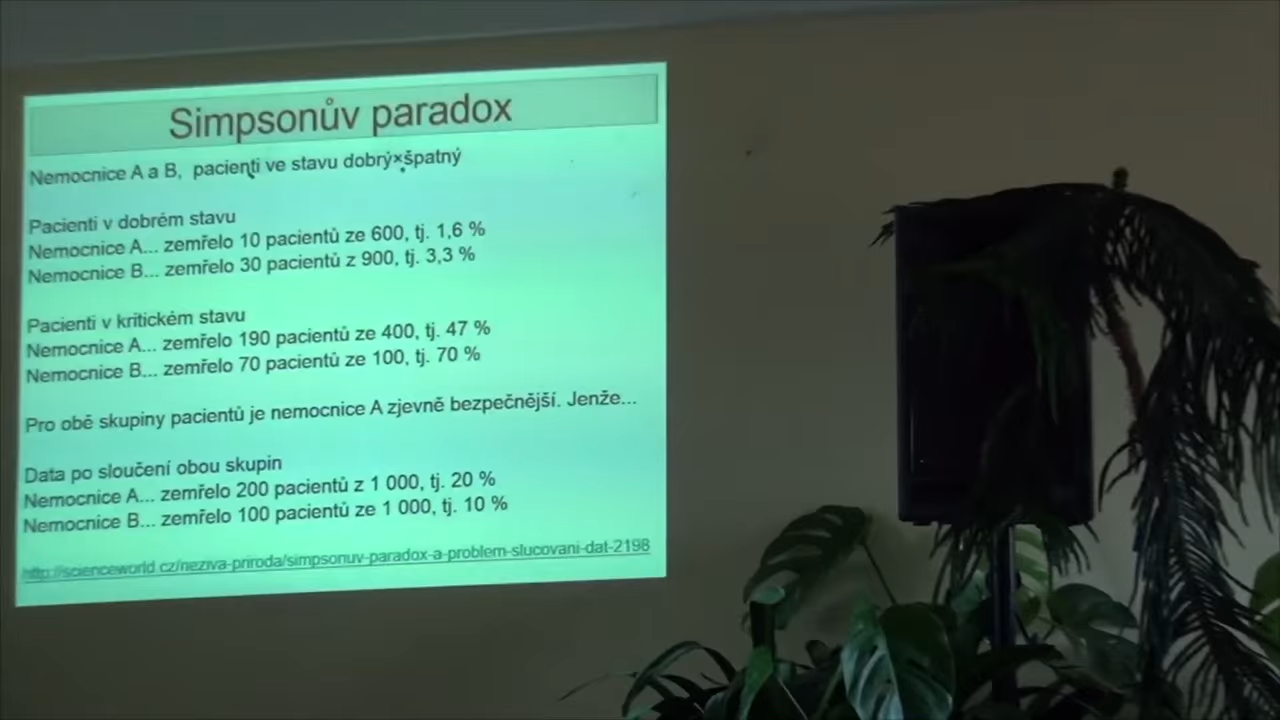 Simpsonův paradox
Nemocnice A a B, pacienti ve stavu dobrý×špatný
Pacienti v dobrém stavu
Nemocnice A... zemřelo 10 pacientů ze 600, tj. 1,6 %
Nemocnice B... zemřelo 30 pacientů z 900, tj. 3,3 %
Pacienti v kritickém stavu
Nemocnice A... zemřelo 190 pacientů ze 400, tj. 47 %
Nemocnice B... zemřelo 70 pacientů ze 100, tj. 70 %
Pro obě skupiny pacientů je nemocnice A zjevně bezpečnější. Jenže...
Data po sloučení obou skupin
Nemocnice A... zemřelo 200 pacientů z 1 000, tj. 20 %
Nemocnice B... zemřelo 100 pacientů ze 1 000, tj. 10 %
http://scienceworld.cz/neziva-priroda/simpsonuv-paradox-a-problem-slucovani-dat-2198